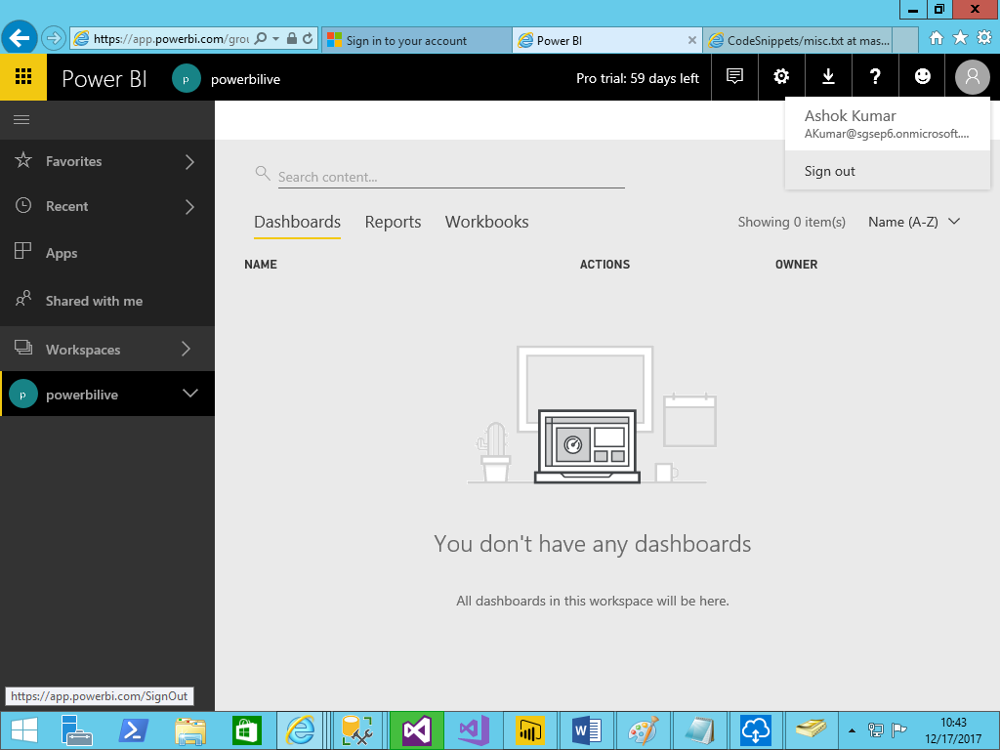 https://app.powerbi.com/grou
Sign in to your account
Power BI
CodeSnippets/misc.txt at mas...
Power BI
p
powerbilive
Pro trial: 59 days left
Ashok Kumar
AKumar@sgsep6.onmicrosoft....
Sign out
Favorites
Recent
Apps
Shared with me
Workspaces
p
powerbilive
Search content...
Dashboards
Reports
Workbooks
Showing 0 item(s)
Name (A-Z)
NAME
ACTIONS
OWNER
You don't have any dashboards
All dashboards in this workspace will be here.
https://app.powerbi.com/SignOut
10:43
12/17/2017